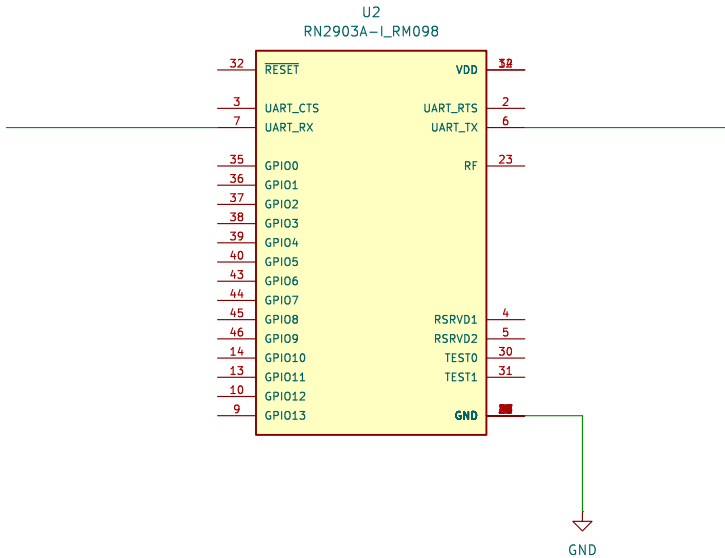 U2
RN2903A-I_RM098
32 RESET VDD
3 UART_CTS UART_RTS 2
7 UART_RX UART_TX 6
35 GPIO0 RF 23
36 GPIO1
37 GPIO2
38 GPIO3
39 GPIO4
40 GPIO5
43 GPIO6
44 GPIO7
45 GPIO8 RSRVD1 4
46 GPIO9 RSRVD2 5
14 GPIO10 TEST0 30
13 GPIO11 TEST1 31
10 GPIO12
9 GPIO13 GND
GND